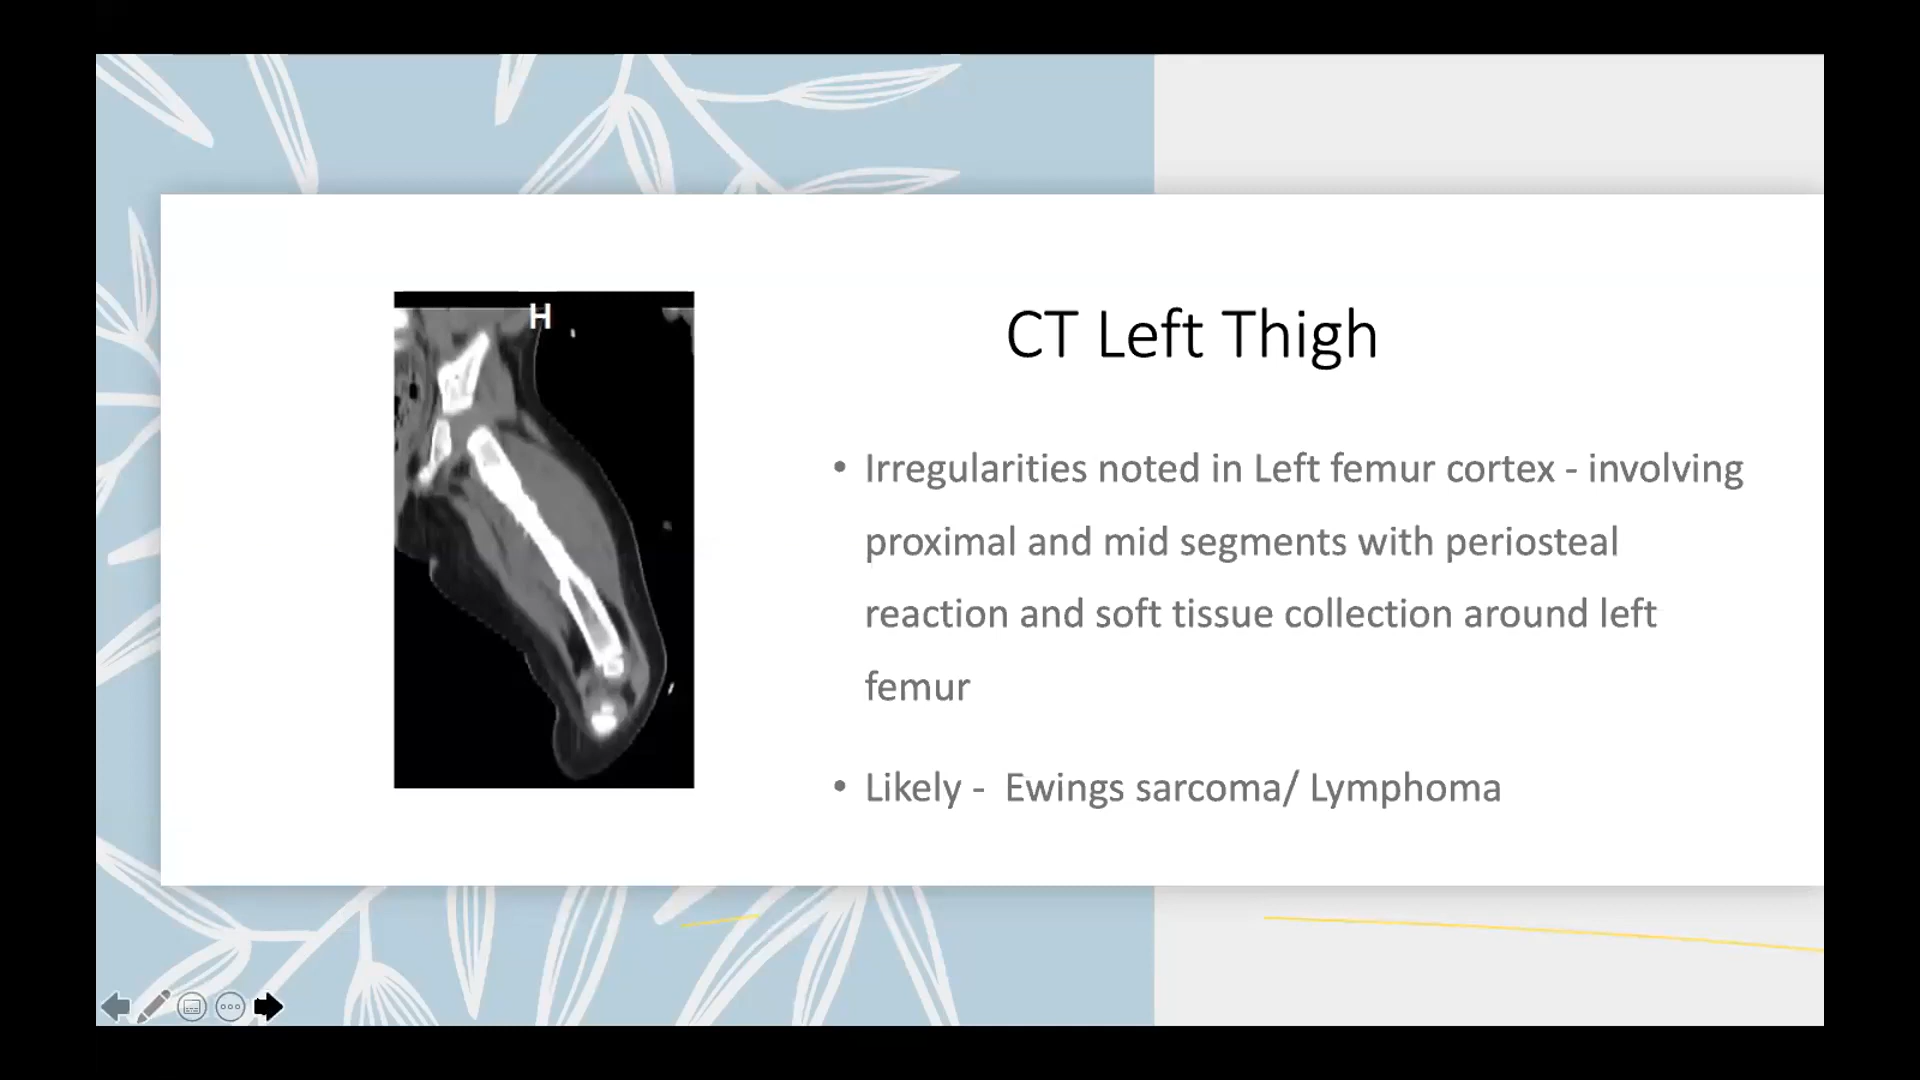 H
CT Left Thigh
• Irregularities noted in Left femur cortex - involving
proximal and mid segments with periosteal
reaction and soft tissue collection around left
femur
• Likely - Ewings sarcoma/ Lymphoma